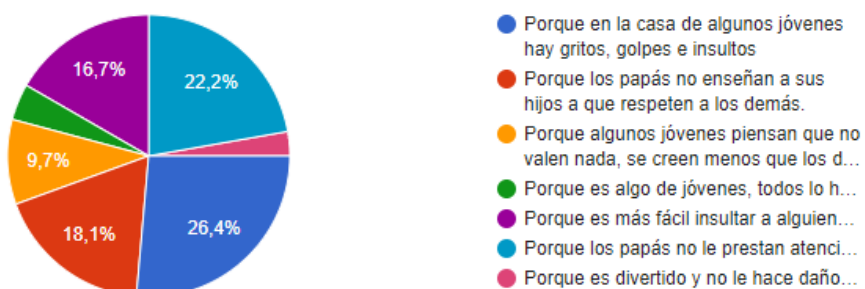 16,7%
22,2%
9,7%
18,1%
26,4%
Porque en la casa de algunos jóvenes
hay gritos, golpes e insultos
Porque los papás no enseñan a sus
hijos a que respeten a los demás.
Porque algunos jóvenes piensan que no
valen nada, se creen menos que los d...
Porque es algo de jóvenes, todos lo h...
Porque es más fácil insultar a alguien...
Porque los papás no le prestan atenci...
Porque es divertido y no le hace daño...